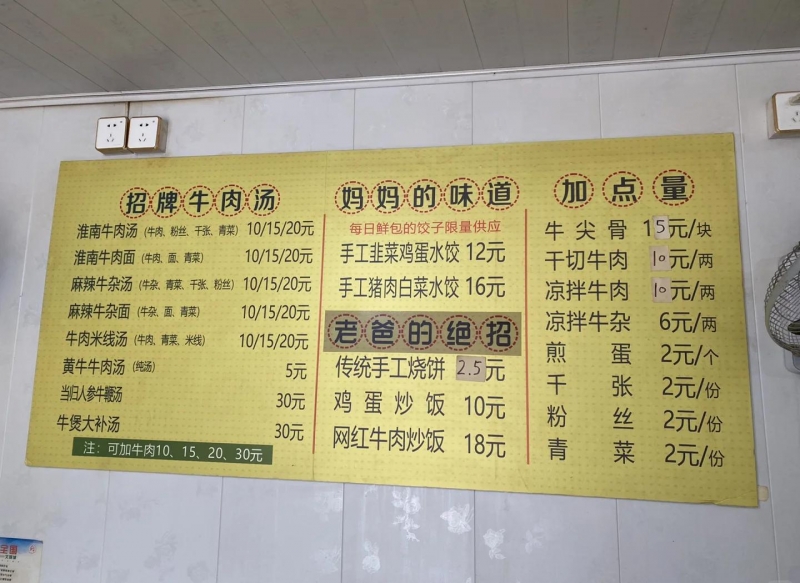 招牌牛肉汤
淮南牛肉汤（牛肉、粉丝、千张、青菜） 10/15/20元
淮南牛肉面（牛肉、面、青菜） 10/15/20元
麻辣牛杂汤（牛杂、青菜、千张、粉丝） 10/15/20元
麻辣牛杂面（牛杂、面、青菜） 10/15/20元
牛肉米线汤（牛肉、青菜、米线） 10/15/20元
黄牛牛肉汤（纯汤） 5元
当归人参牛鞭汤 30元
牛煲大补汤 30元
注：可加牛肉10、15、20、30元
妈妈的味道
每日鲜包的饺子限量供应
手工韭菜鸡蛋水饺 12元
手工猪肉白菜水饺 16元
老爸的绝招
传统手工烧饼 2.5元
鸡蛋炒饭 10元
网红牛肉炒饭 18元
加点量
牛尖骨 15元/块
干切牛肉 10元/两
凉拌牛肉 10元/两
凉拌牛杂 6元/两
煎蛋 2元/个
千张 2元/份
粉丝 2元/份
青菜 2元/份